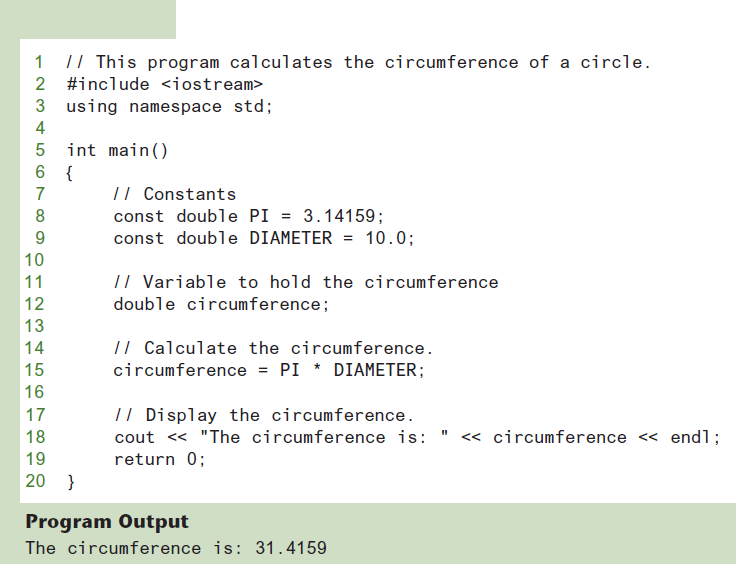 1 // This program calculates the circumference of a circle.
2 #include <iostream>
3 using namespace std;
4
5 int main()
6 {
7 // Constants
8 const double PI = 3.14159;
9 const double DIAMETER = 10.0;
10
11 // Variable to hold the circumference
12 double circumference;
13
14 // Calculate the circumference.
15 circumference = PI * DIAMETER;
16
17 // Display the circumference.
18 cout << "The circumference is: " << circumference << endl;
19 return 0;
20 }
Program Output
The circumference is: 31.4159